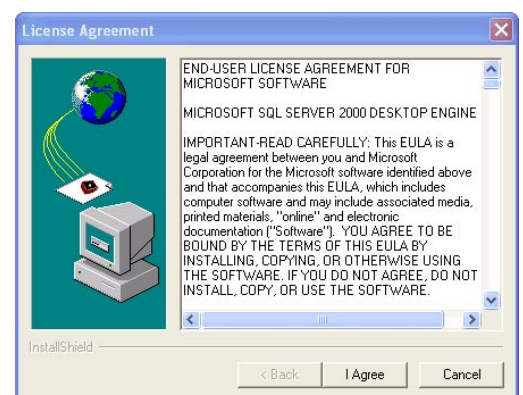 License Agreement
END-USER LICENSE AGREEMENT FOR
MICROSOFT SOFTWARE
MICROSOFT SQL SERVER 2000 DESKTOP ENGINE
IMPORTANT-READ CAREFULLY: This EULA is a
legal agreement between you and Microsoft
Corporation for the Microsoft software identified above
and that accompanies this EULA, which includes
computer software and may include associated media,
printed materials, "online" and electronic
documentation ("Software"). YOU AGREE TO BE
BOUND BY THE TERMS OF THIS EULA BY
INSTALLING, COPYING, OR OTHERWISE USING
THE SOFTWARE. IF YOU DO NOT AGREE, DO NOT
INSTALL, COPY, OR USE THE SOFTWARE.
InstallShield
< Back
I Agree
Cancel